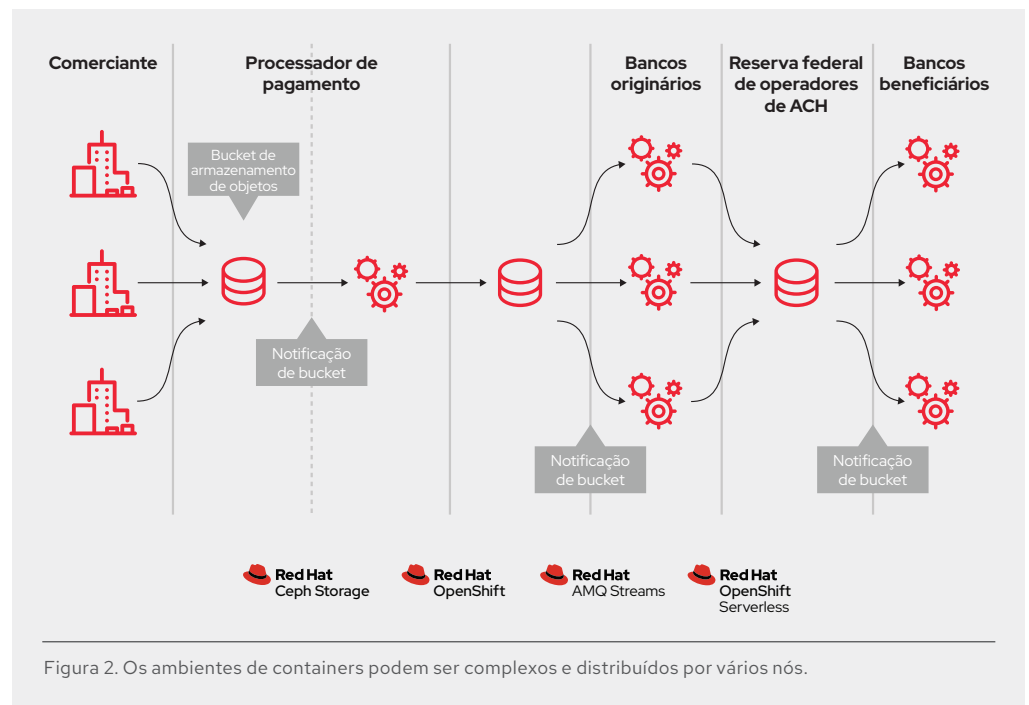 Comerciante
Processador de
pagamento
Bancos
originários
Reserva federal
de operadores
de ACH
Bancos
beneficiários
Bucket de
armazenamento
de objetos
Notificação
de bucket
Notificação
de bucket
Notificação
de bucket
Red Hat
Ceph Storage
Red Hat
OpenShift
Red Hat
AMQ Streams
Red Hat
OpenShift
Serverless
Figura 2. Os ambientes de containers podem ser complexos e distribuídos por vários nós.